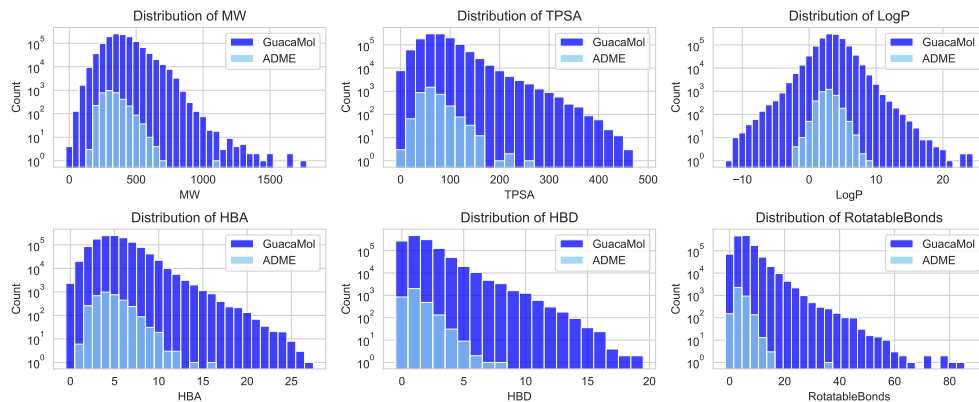 Distribution of MW
Distribution of TPSA
Distribution of LogP
GuacaMol
ADME
GuacaMol
ADME
GuacaMol
ADME
Count
10^5
10^4
10^3
10^2
10^1
10^0
0 500 1000 1500
MW
Count
10^5
10^4
10^3
10^2
10^1
10^0
0 100 200 300 400 500
TPSA
Count
10^5
10^4
10^3
10^2
10^1
10^0
−10 0 10 20
LogP
Distribution of HBA
Distribution of HBD
Distribution of RotatableBonds
GuacaMol
ADME
GuacaMol
ADME
GuacaMol
ADME
Count
10^5
10^4
10^3
10^2
10^1
10^0
0 5 10 15 20 25
HBA
Count
10^5
10^4
10^3
10^2
10^1
10^0
0 5 10 15 20
HBD
Count
10^5
10^4
10^3
10^2
10^1
10^0
0 20 40 60 80
RotatableBonds